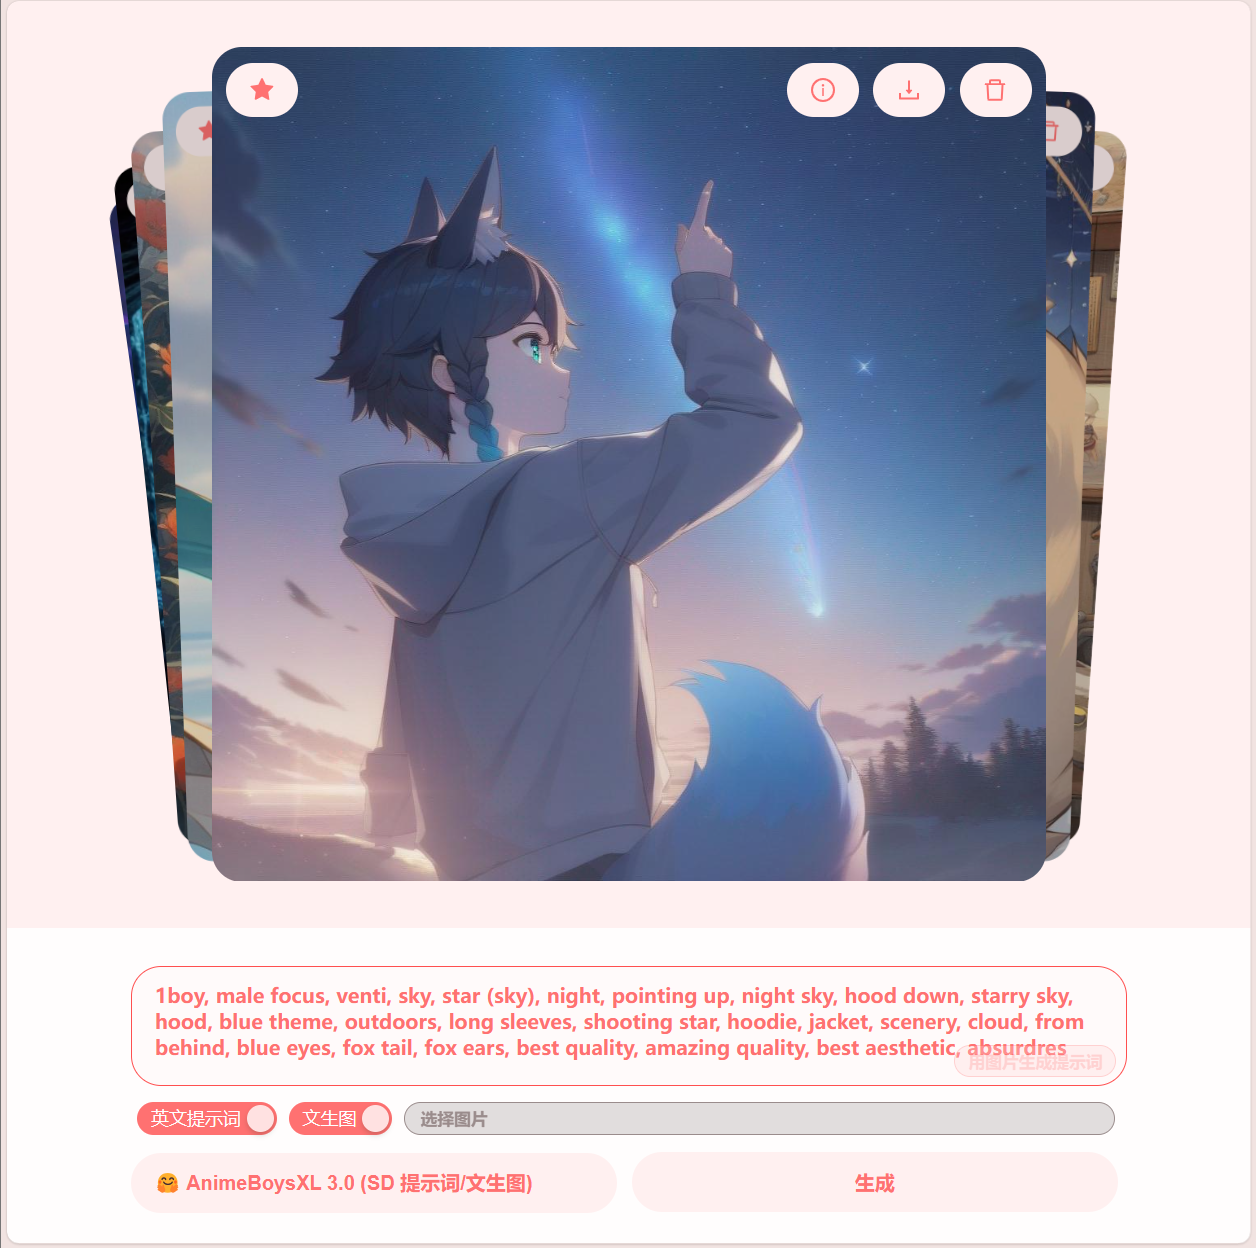 1boy, male focus, venti, sky, star (sky), night, pointing up, night sky, hood down, starry sky,
hood, blue theme, outdoors, long sleeves, shooting star, hoodie, jacket, scenery, cloud, from
behind, blue eyes, fox tail, fox ears, best quality, amazing quality, best aesthetic, absurdres
用图片生成提示词
英文提示词
文生图
选择图片
🤗 AnimeBoysXL 3.0 (SD 提示词/文生图)
生成